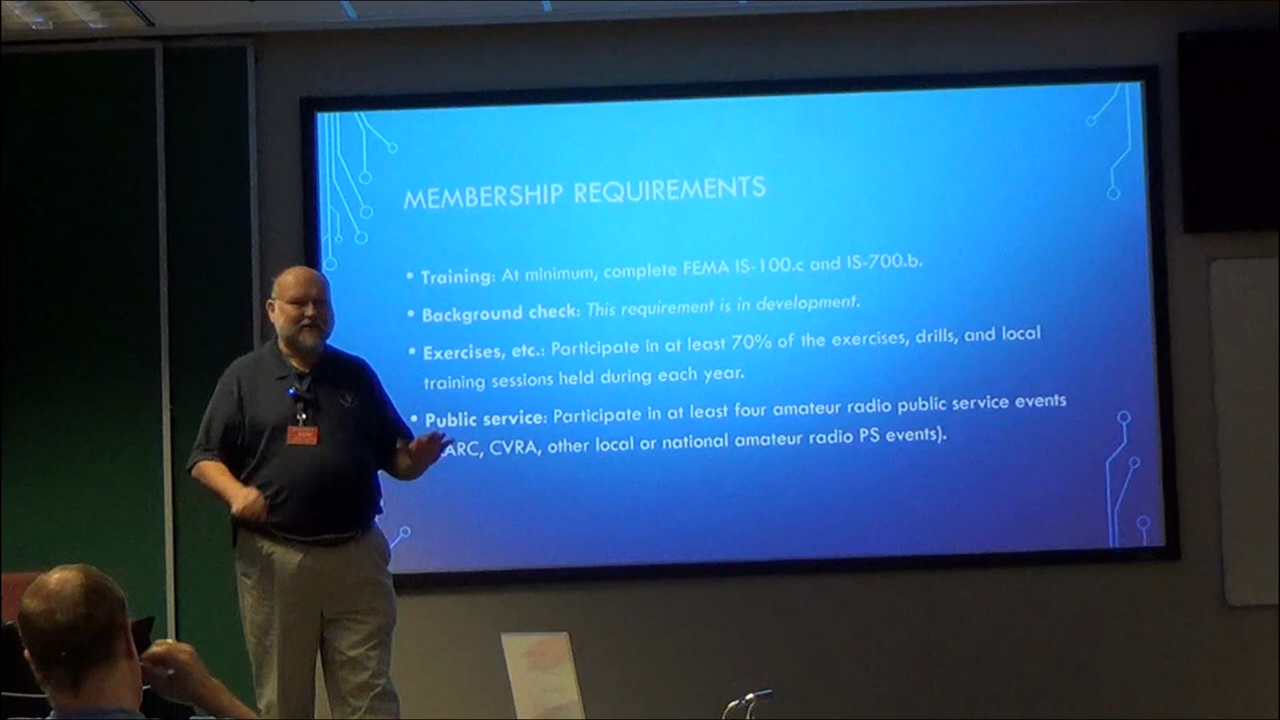 MEMBERSHIP REQUIREMENTS
• Training: At minimum, complete FEMA IS-100.c and IS-700.b.
• Background check: This requirement is in development.
• Exercises, etc.: Participate in at least 70% of the exercises, drills, and local
training sessions held during each year.
• Public service: Participate in at least four amateur radio public service events
CVRA, other local or national amateur radio PS events).